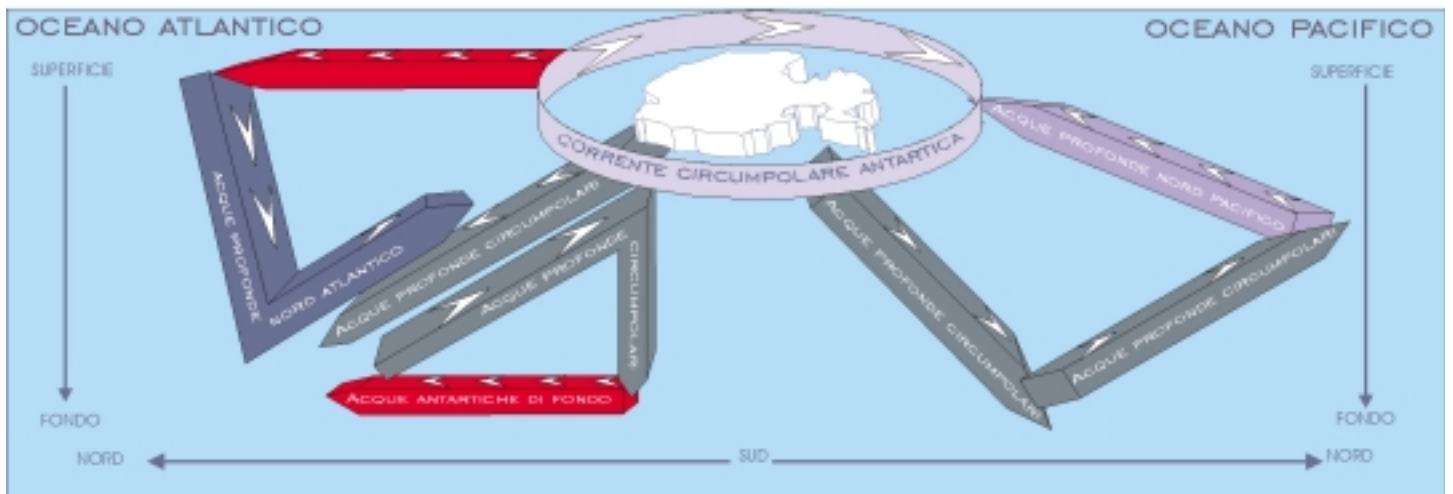 OCEANO ATLANTICO
OCEANO PACIFICO
SUPERFICIE
SUPERFICIE
CORRENTE CIRCUMPOLARE ANTARTICA
ACQUE PROFONDE NORD PACIFICO
ACQUE PROFONDE
NORD ATLANTICO
ACQUE PROFONDE CIRCUMPOLARI
ACQUE PROFONDE
CIRCUMPOLARI
ACQUE PROFONDE CIRCUMPOLARI
ACQUE PROFONDE CIRCUMPOLARI
ACQUE ANTARTICHE DI FONDO
FONDO
FONDO
NORD
SUD
NORD